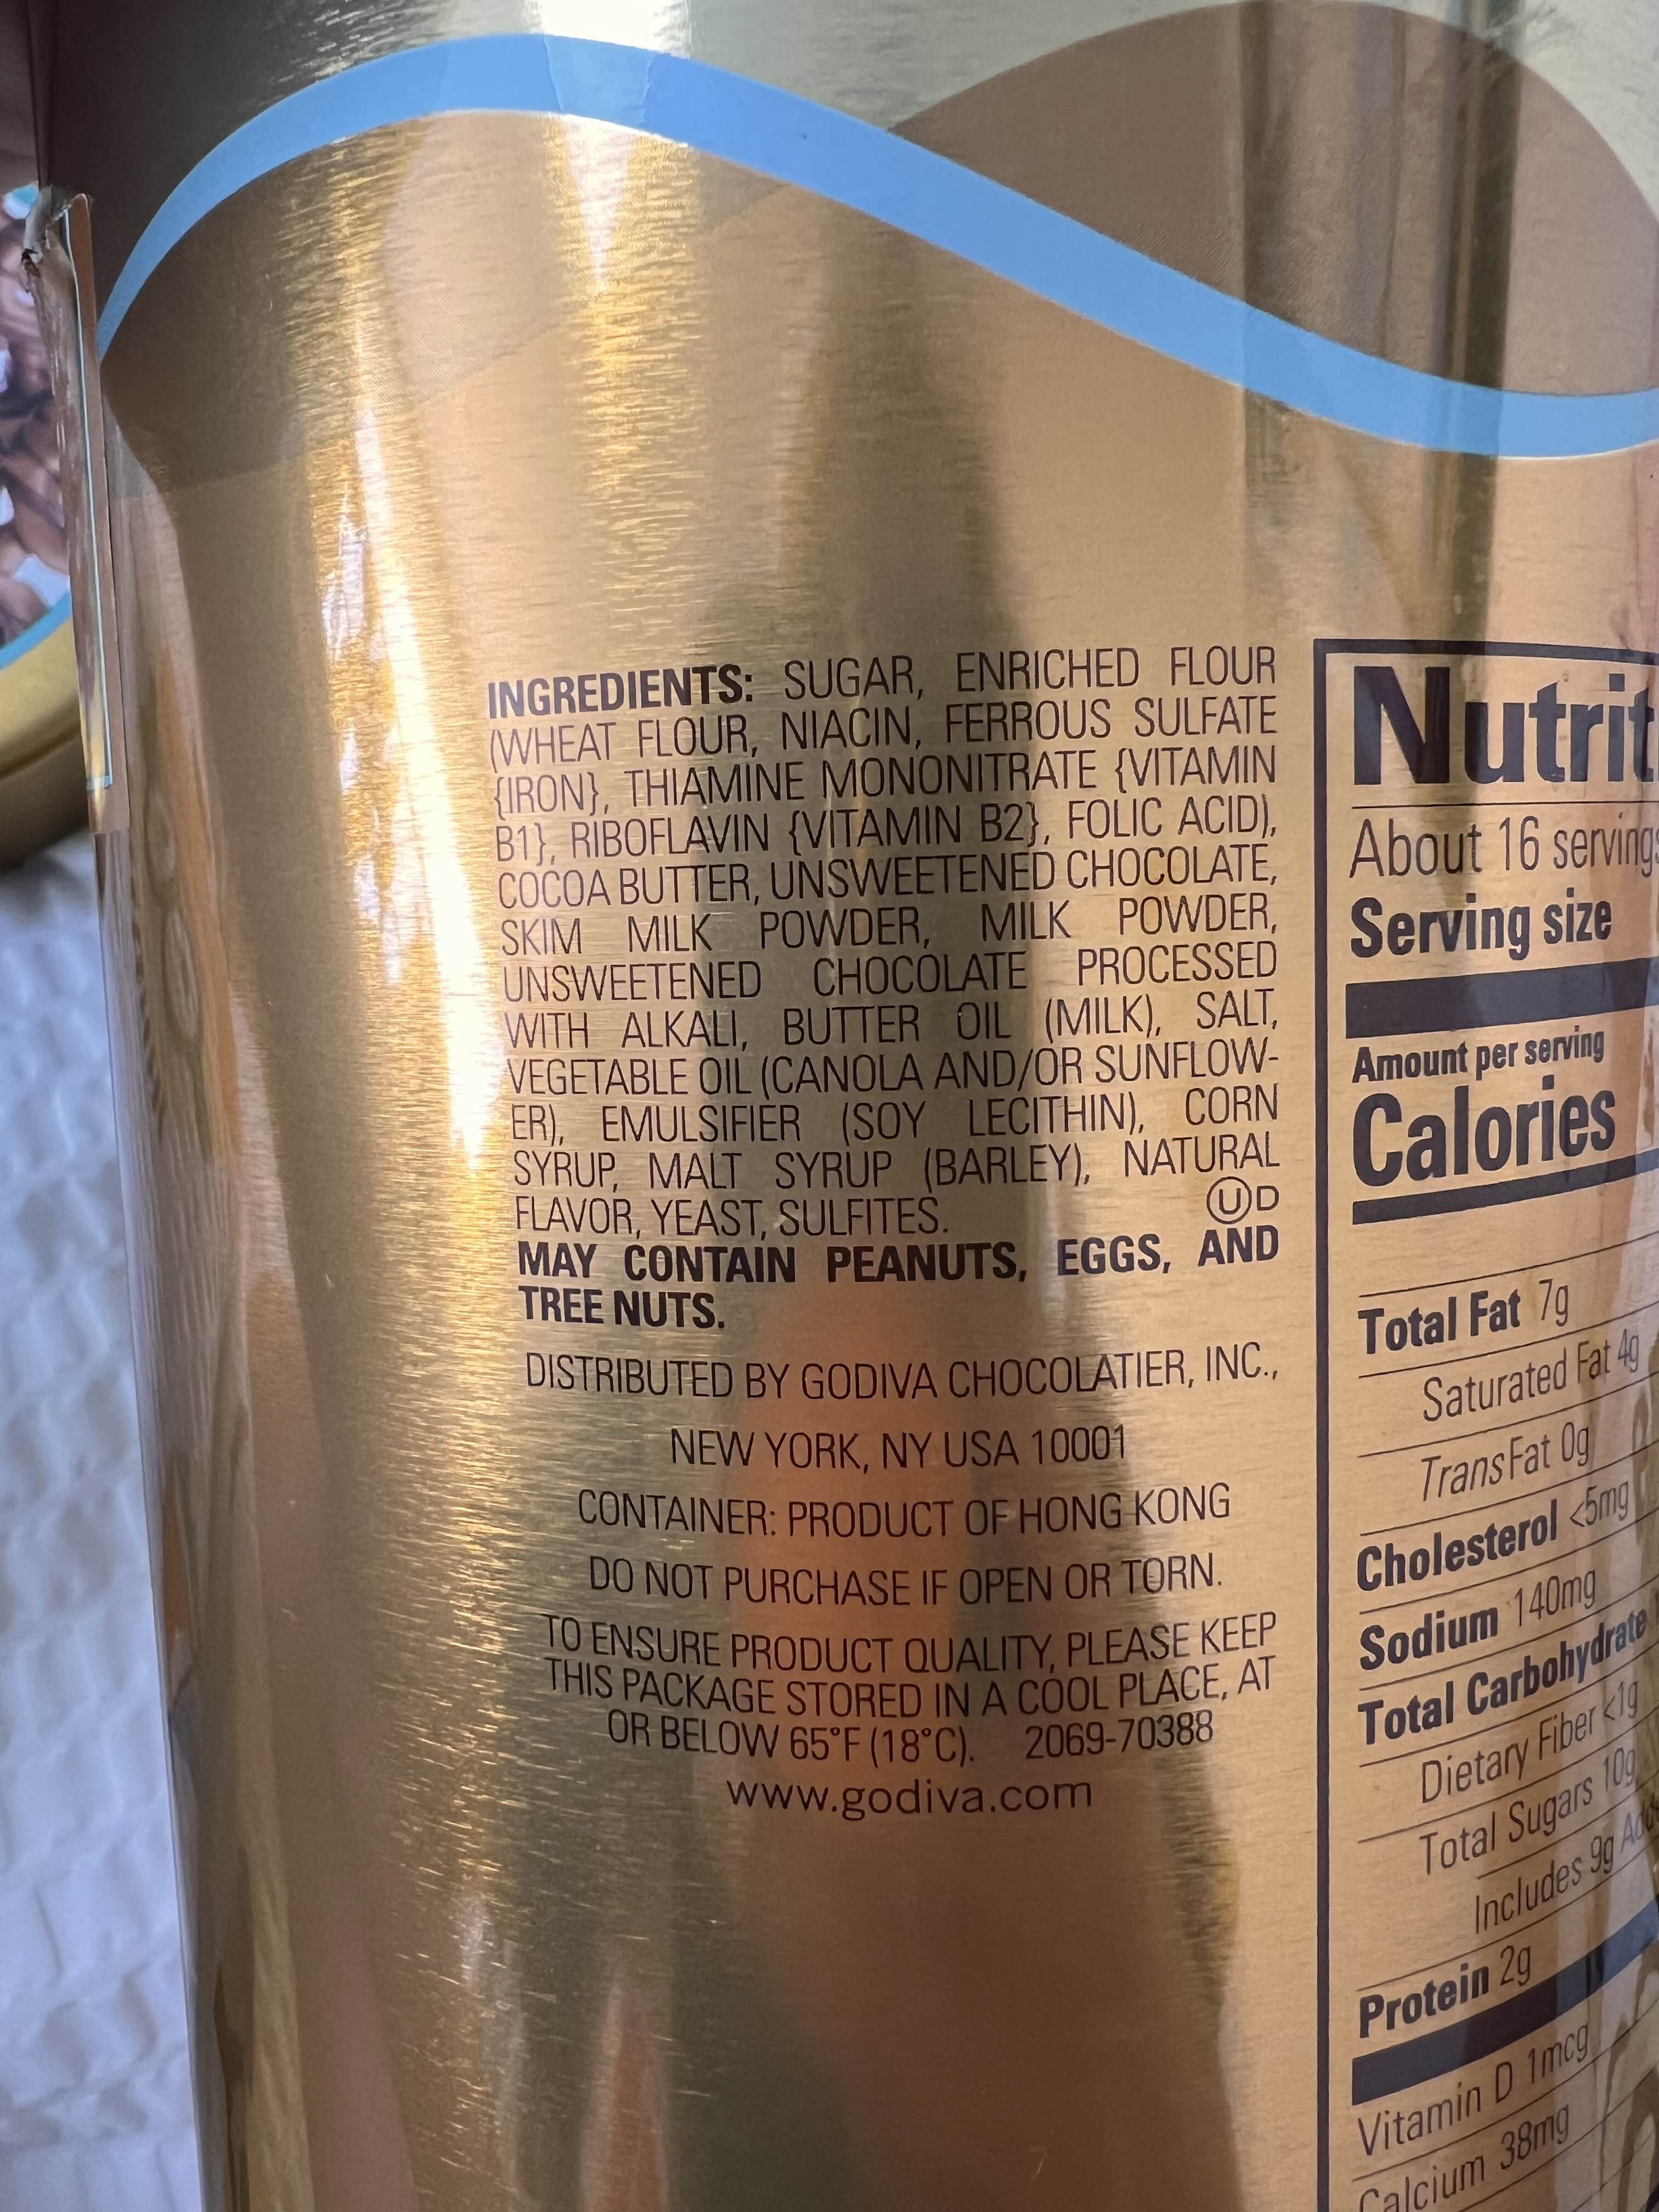 INGREDIENTS: SUGAR, ENRICHED FLOUR
(WHEAT FLOUR, NIACIN, FERROUS SULFATE
{IRON}, THIAMINE MONONITRATE {VITAMIN
B1}, RIBOFLAVIN {VITAMIN B2}, FOLIC ACID),
COCOA BUTTER, UNSWEETENED CHOCOLATE,
SKIM MILK POWDER, MILK POWDER,
UNSWEETENED CHOCOLATE PROCESSED
WITH ALKALI, BUTTER OIL (MILK), SALT,
VEGETABLE OIL (CANOLA AND/OR SUNFLOW-
ER), EMULSIFIER (SOY LECITHIN), CORN
SYRUP, MALT SYRUP (BARLEY), NATURAL
FLAVOR, YEAST, SULFITES. Ⓤ D
MAY CONTAIN PEANUTS, EGGS, AND
TREE NUTS.
DISTRIBUTED BY GODIVA CHOCOLATIER, INC.,
NEW YORK, NY USA 10001
CONTAINER: PRODUCT OF HONG KONG
DO NOT PURCHASE IF OPEN OR TORN.
TO ENSURE PRODUCT QUALITY, PLEASE KEEP
THIS PACKAGE STORED IN A COOL PLACE, AT
OR BELOW 65°F (18°C). 2069-70388
www.godiva.com
Nutrit
About 16 servings
Serving size
Amount per serving
Calories
Total Fat 7g
Saturated Fat 4g
Trans Fat 0g
Cholesterol <5mg
Sodium 140mg
Total Carbohydrate
Dietary Fiber <1g
Total Sugars 10g
Includes 9g
Protein 2g
Vitamin D 1mcg
Calcium 38mg